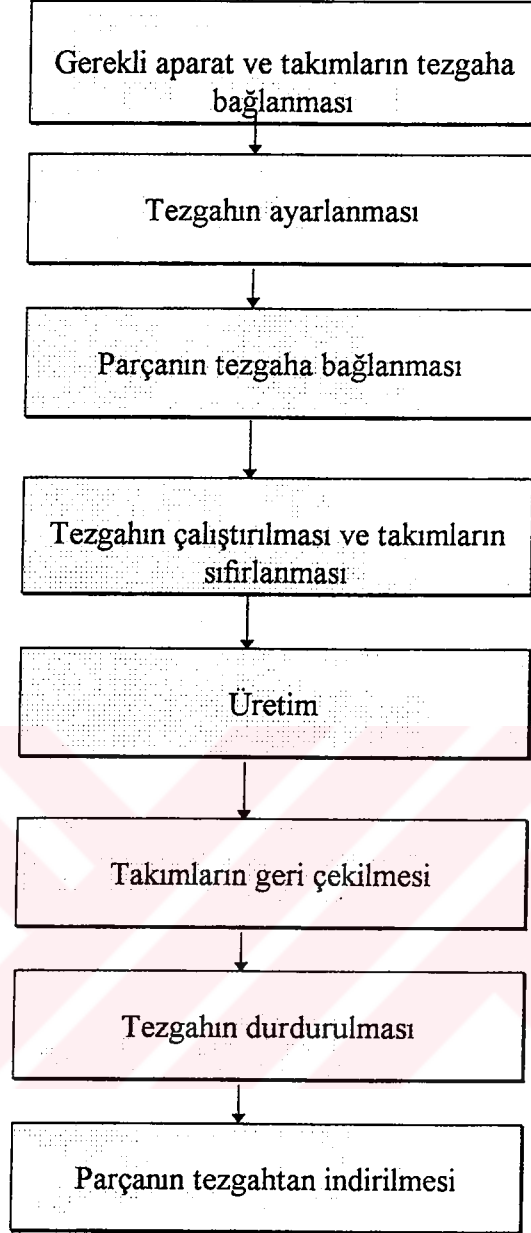 Gerekli aparat ve takımların tezgaha
bağlanması
Tezgahın ayarlanması
Parçanın tezgaha bağlanması
Tezgahın çalıştırılması ve takımların
sıfırlanması
Üretim
Takımların geri çekilmesi
Tezgahın durdurulması
Parçanın tezgahtan indirilmesi